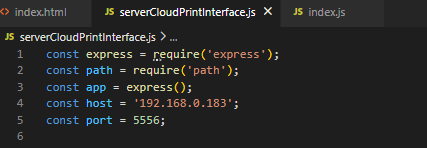 index.html JS serverCloudPrintInterface.js JS index.js
JS serverCloudPrintInterface.js > ...
1 const express = require('express');
2 const path = require('path');
3 const app = express();
4 const host = '192.168.0.183';
5 const port = 5556;
6